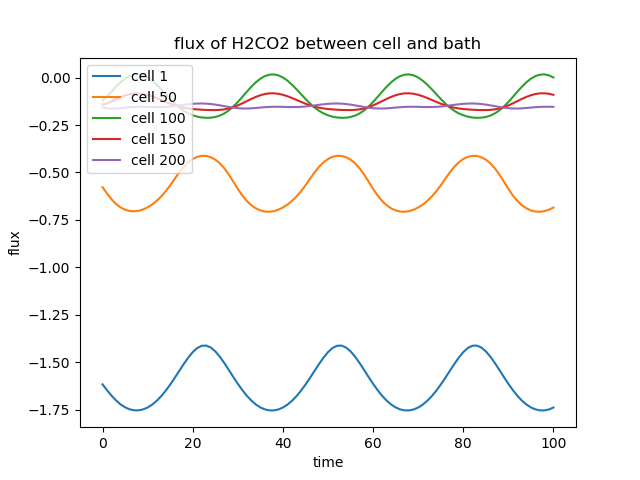 flux of H2CO2 between cell and bath
cell 1
cell 50
cell 100
cell 150
cell 200
flux
0.00
−0.25
−0.50
−0.75
−1.00
−1.25
−1.50
−1.75
0 20 40 60 80 100
time